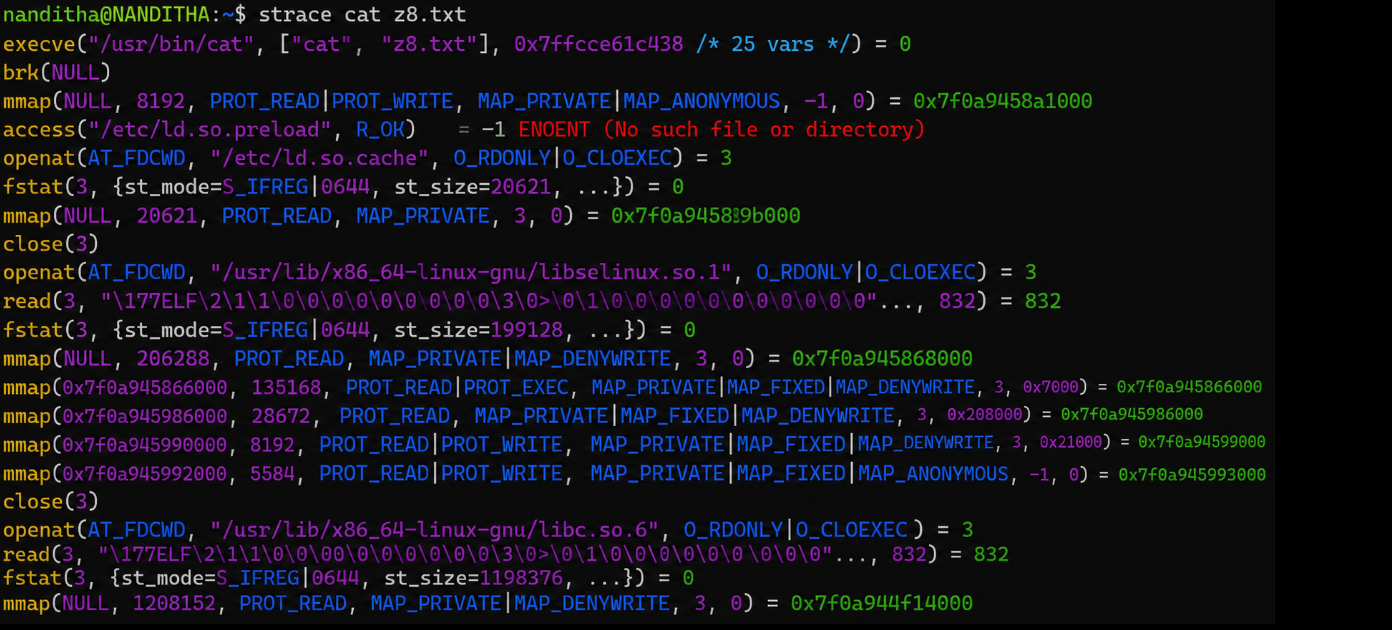 nanditha@NANDITHA:~$ strace cat z8.txt
execve("/usr/bin/cat", ["cat", "z8.txt"], 0x7ffcce61c438 /* 25 vars */) = 0
brk(NULL)
mmap(NULL, 8192, PROT_READ|PROT_WRITE, MAP_PRIVATE|MAP_ANONYMOUS, -1, 0) = 0x7f0a9458a1000
access("/etc/ld.so.preload", R_OK) = -1 ENOENT (No such file or directory)
openat(AT_FDCWD, "/etc/ld.so.cache", O_RDONLY|O_CLOEXEC) = 3
fstat(3, {st_mode=S_IFREG|0644, st_size=20621, ...}) = 0
mmap(NULL, 20621, PROT_READ, MAP_PRIVATE, 3, 0) =
close(3)
openat(AT_FDCWD, "/usr/lib/x86_64-linux-gnu/libselinux.so.1", O_RDONLY|O_CLOEXEC) = 3
read(3, "\177ELF\2\1\1\0\0\0\0\0\0\0\0\0\3\0>\0\1\0\0\0\0\0\0\0\0\0\0\0"..., 832) = 832
fstat(3, {st_mode=S_IFREG|0644, st_size=199128, ...}) = 0
mmap(NULL, 206288, PROT_READ, MAP_PRIVATE|MAP_DENYWRITE, 3, 0) = 0x7f0a945868000
mmap(0x7f0a945866000, 135168, PROT_READ|PROT_EXEC, MAP_PRIVATE|MAP_FIXED|MAP_DENYWRITE, 3, 0x7000) = 0x7f0a945866000
mmap(0x7f0a945986000, 28672, PROT_READ, MAP_PRIVATE|MAP_FIXED|MAP_DENYWRITE, 3, 0x208000) = 0x7f0a945986000
mmap(0x7f0a945990000, 8192, PROT_READ|PROT_WRITE, MAP_PRIVATE|MAP_FIXED|MAP_DENYWRITE, 3, 0x21000) = 0x7f0a94599000
mmap(0x7f0a945992000, 5584, PROT_READ|PROT_WRITE, MAP_PRIVATE|MAP_FIXED|MAP_ANONYMOUS, -1, 0) = 0x7f0a945993000
close(3)
openat(AT_FDCWD, "/usr/lib/x86_64-linux-gnu/libc.so.6", O_RDONLY|O_CLOEXEC) = 3
read(3, "\177ELF\2\1\1\0\0\00\0\0\0\0\0\0\3\0>\0\1\0\0\0\0\0\0\0\0\0"..., 832) = 832
fstat(3, {st_mode=S_IFREG|0644, st_size=1198376, ...}) = 0
mmap(NULL, 1208152, PROT_READ, MAP_PRIVATE|MAP_DENYWRITE, 3, 0) = 0x7f0a944f14000